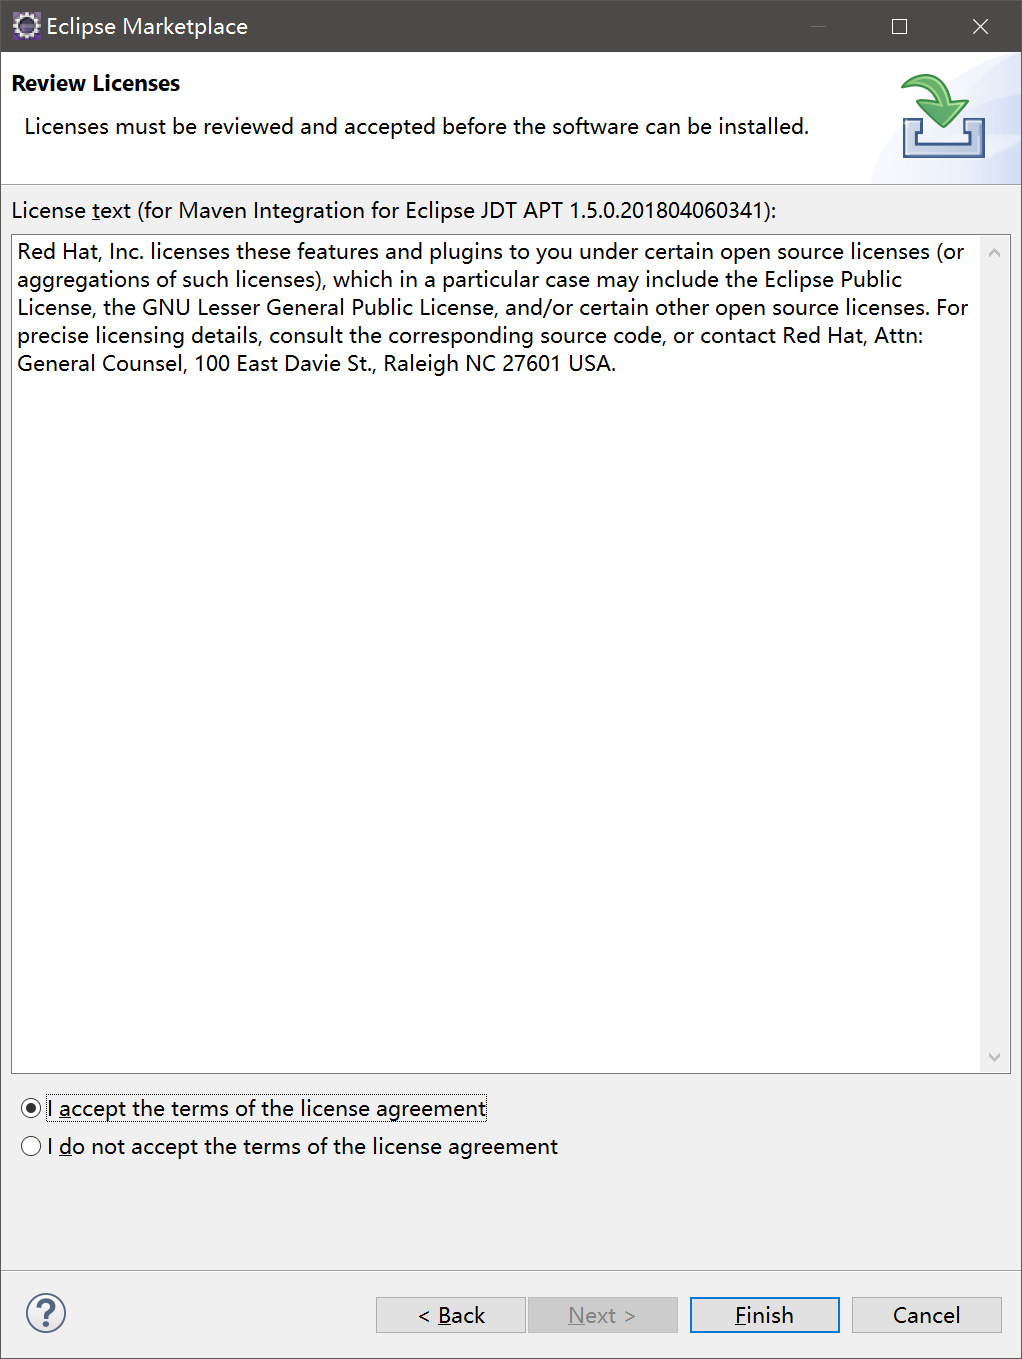 Eclipse Marketplace
Review Licenses
Licenses must be reviewed and accepted before the software can be installed.
License text (for Maven Integration for Eclipse JDT APT 1.5.0.201804060341):
Red Hat, Inc. licenses these features and plugins to you under certain open source licenses (or
aggregations of such licenses), which in a particular case may include the Eclipse Public
License, the GNU Lesser General Public License, and/or certain other open source licenses. For
precise licensing details, consult the corresponding source code, or contact Red Hat, Attn:
General Counsel, 100 East Davie St., Raleigh NC 27601 USA.
I accept the terms of the license agreement
I do not accept the terms of the license agreement
? < Back Next > Finish Cancel